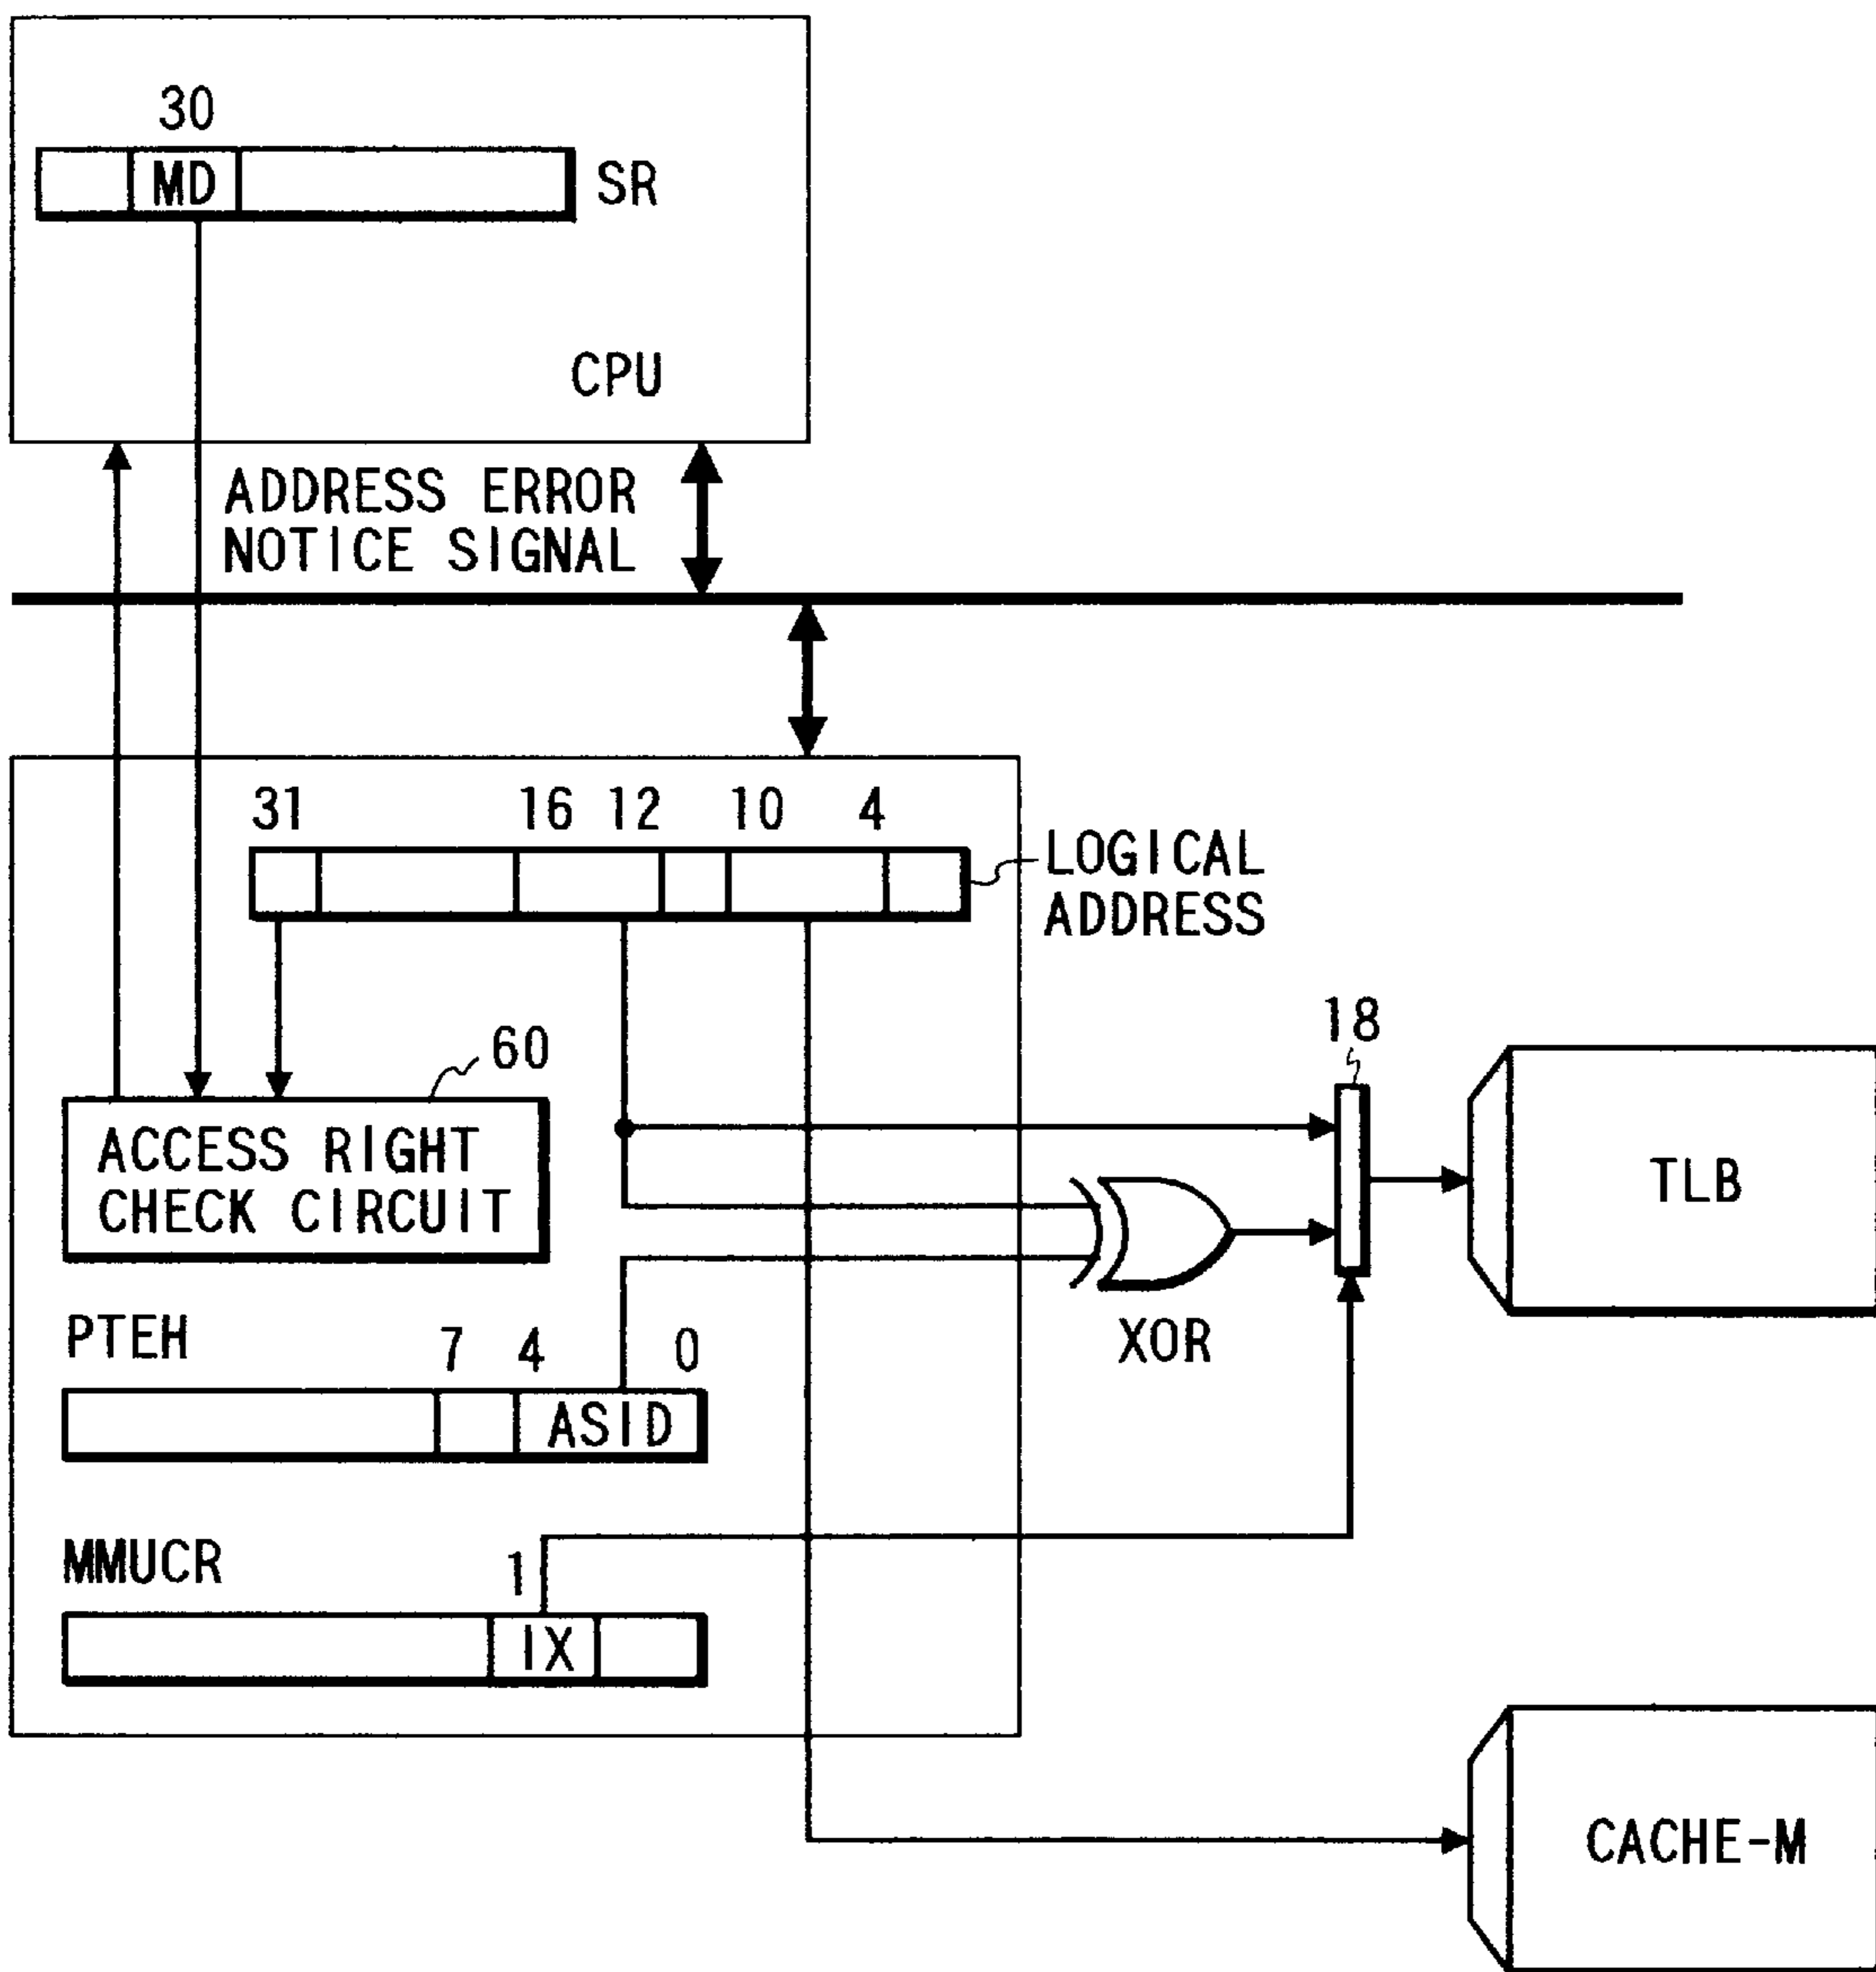 30
MD
SR
CPU
ADDRESS ERROR
NOTICE SIGNAL
31 16 12 10 4
LOGICAL
ADDRESS
18
60
ACCESS RIGHT
CHECK CIRCUIT
TLB
XOR
PTEH 7 4 0
ASID
MMUCR 1
IX
CACHE-M